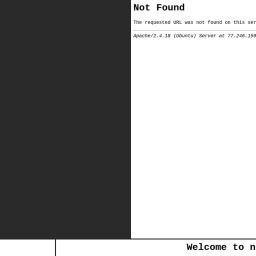 Not Found
The requested URL was not found on this ser
Apache/2.4.18 (Ubuntu) Server at 77.246.159
Welcome to n